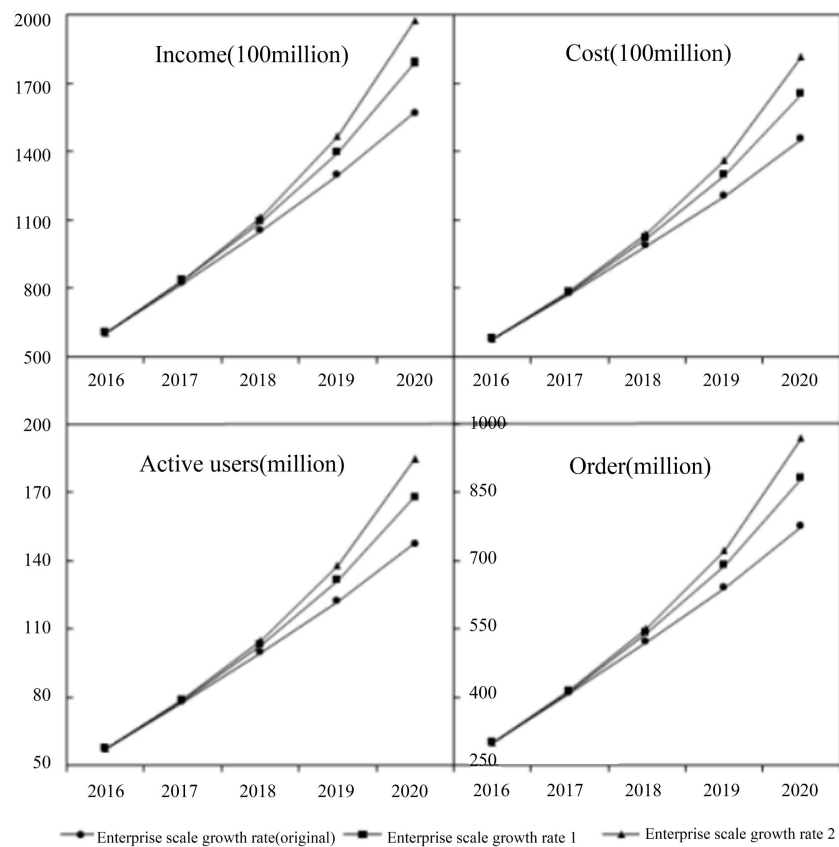 Income(100million)
Cost(100million)
2000
1700
1400
1100
800
500
2016 2017 2018 2019 2020
2016 2017 2018 2019 2020
Active users(million)
Order(million)
200
170
140
110
80
50
1000
850
700
550
400
250
2016 2017 2018 2019 2020
2016 2017 2018 2019 2020
Enterprise scale growth rate(original) Enterprise scale growth rate 1 Enterprise scale growth rate 2